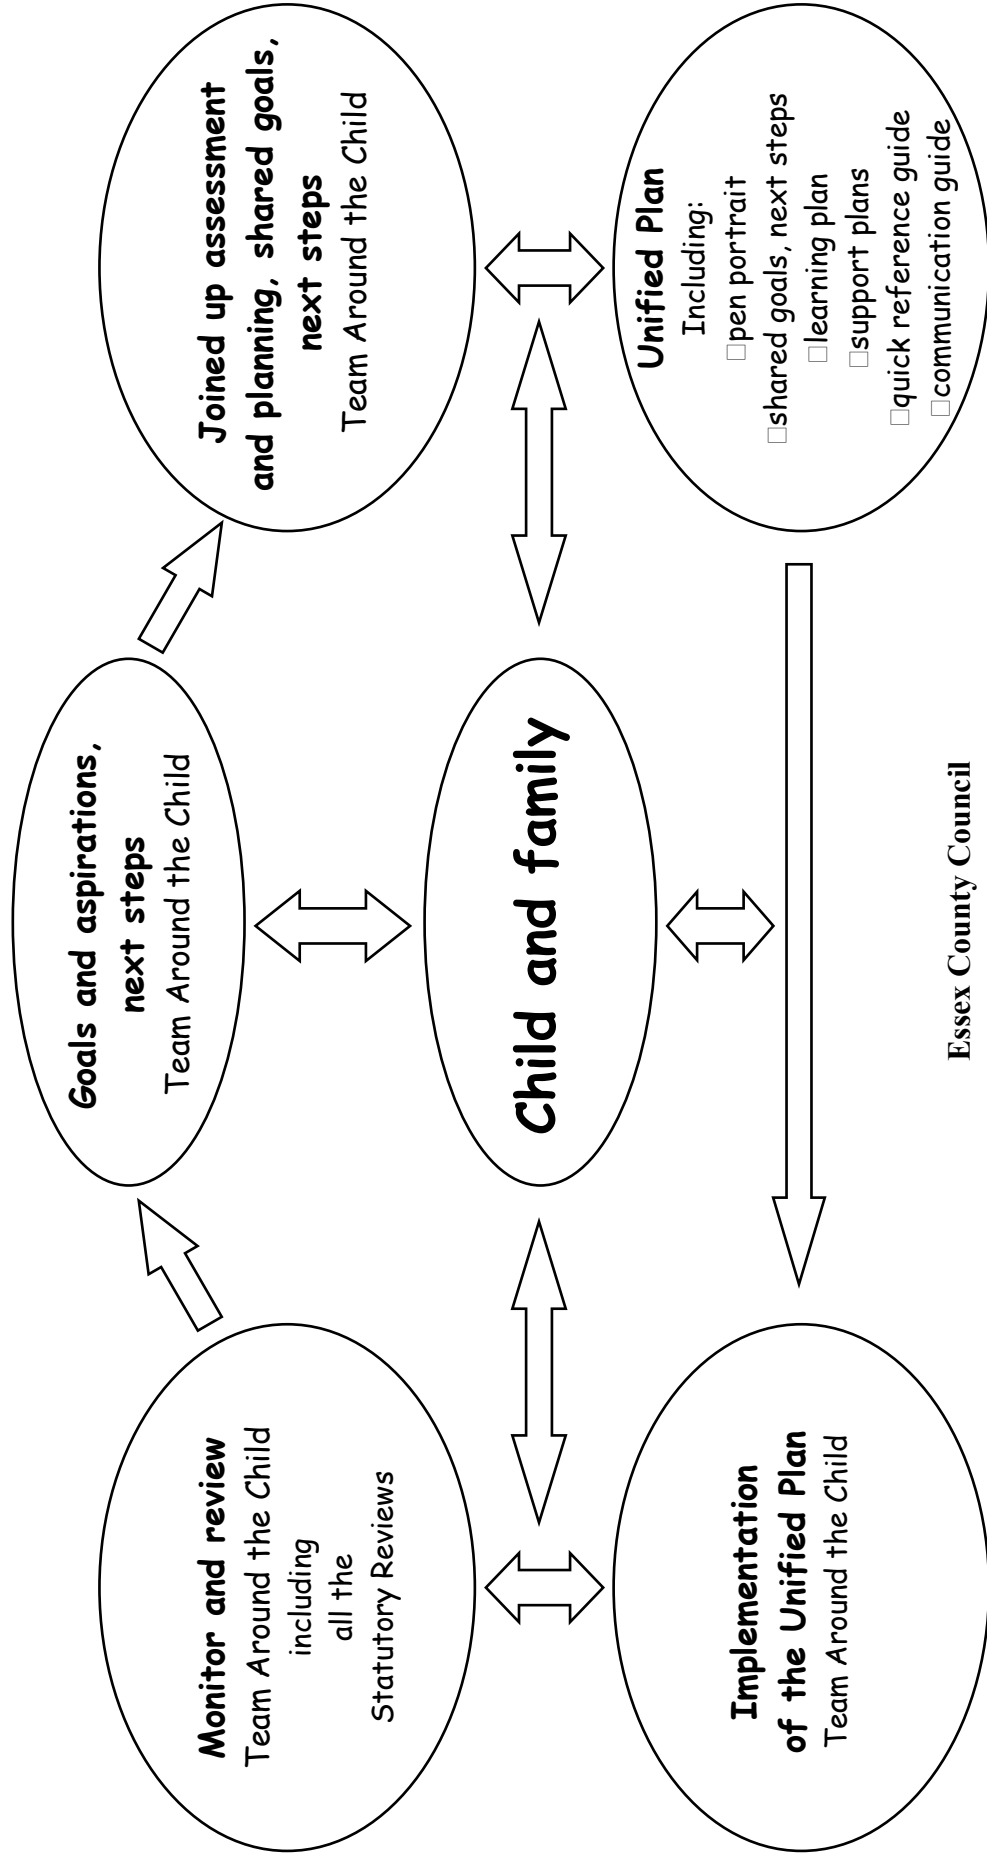 Goals and aspirations,
next steps
Team Around the Child
Joined up assessment
and planning, shared goals,
next steps
Team Around the Child
Unified Plan
Including:
□pen portrait
□shared goals, next steps
□learning plan
□support plans
□quick reference guide
□communication guide
Implementation
of the Unified Plan
Team Around the Child
Monitor and review
Team Around the Child
including
all the
Statutory Reviews
Child and family
Essex County Council